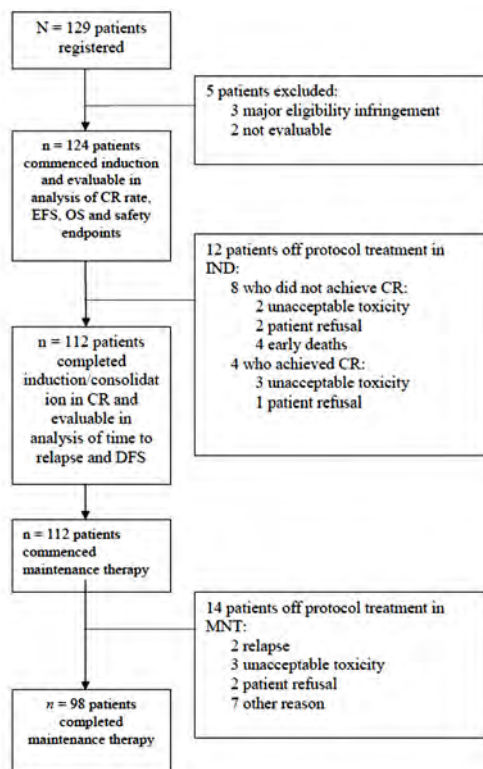 N = 129 patients
registered
5 patients excluded:
3 major eligibility infringement
2 not evaluable
n = 124 patients
commenced induction
and evaluable in
analysis of CR rate,
EFS, OS and safety
endpoints
12 patients off protocol treatment in
IND:
8 who did not achieve CR:
2 unacceptable toxicity
2 patient refusal
4 early deaths
4 who achieved CR:
3 unacceptable toxicity
1 patient refusal
n = 112 patients
completed
induction/consolidat
ion in CR and
evaluable in
analysis of time to
relapse and DFS
n = 112 patients
commenced
maintenance therapy
14 patients off protocol treatment in
MNT:
2 relapse
3 unacceptable toxicity
2 patient refusal
7 other reason
n = 98 patients
completed
maintenance therapy